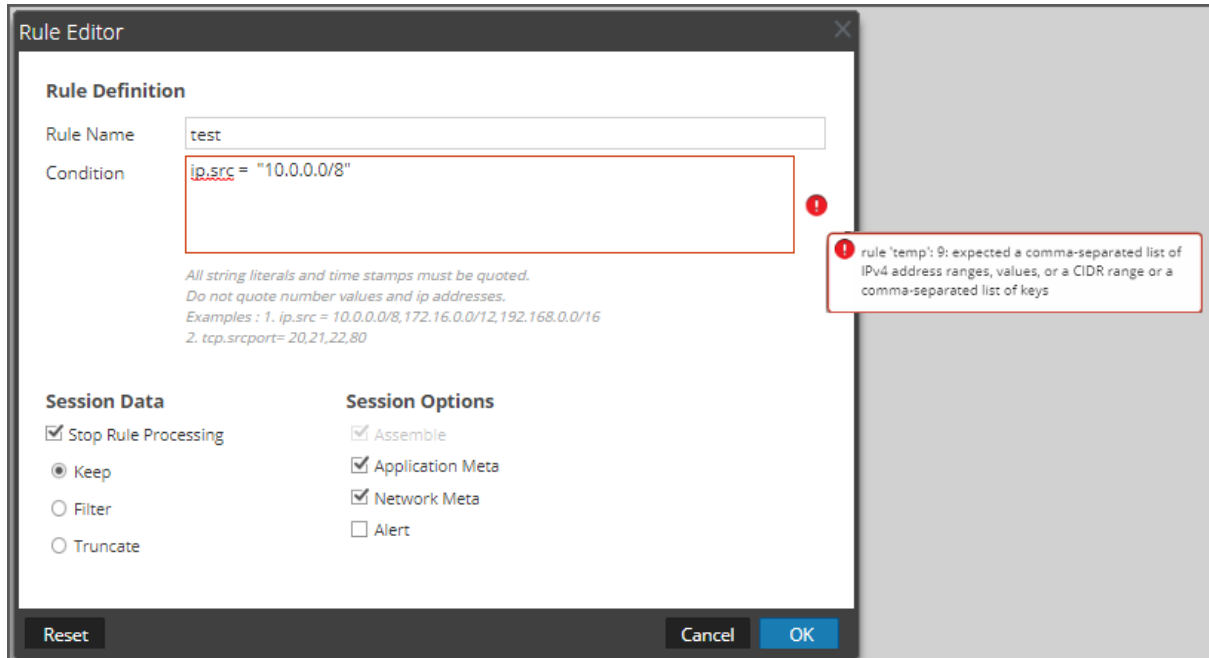 Rule Editor
Rule Definition
Rule Name test
Condition ip.src =  "10.0.0.0/8"
rule 'temp': 9: expected a comma-separated list of
IPv4 address ranges, values, or a CIDR range or a
comma-separated list of keys
All string literals and time stamps must be quoted.
Do not quote number values and ip addresses.
Examples : 1. ip.src = 10.0.0.0/8,172.16.0.0/12,192.168.0.0/16
2. tcp.srcport= 20,21,22,80
Session Data
Stop Rule Processing
Keep
Filter
Truncate
Session Options
Assemble
Application Meta
Network Meta
Alert
Reset
Cancel
OK